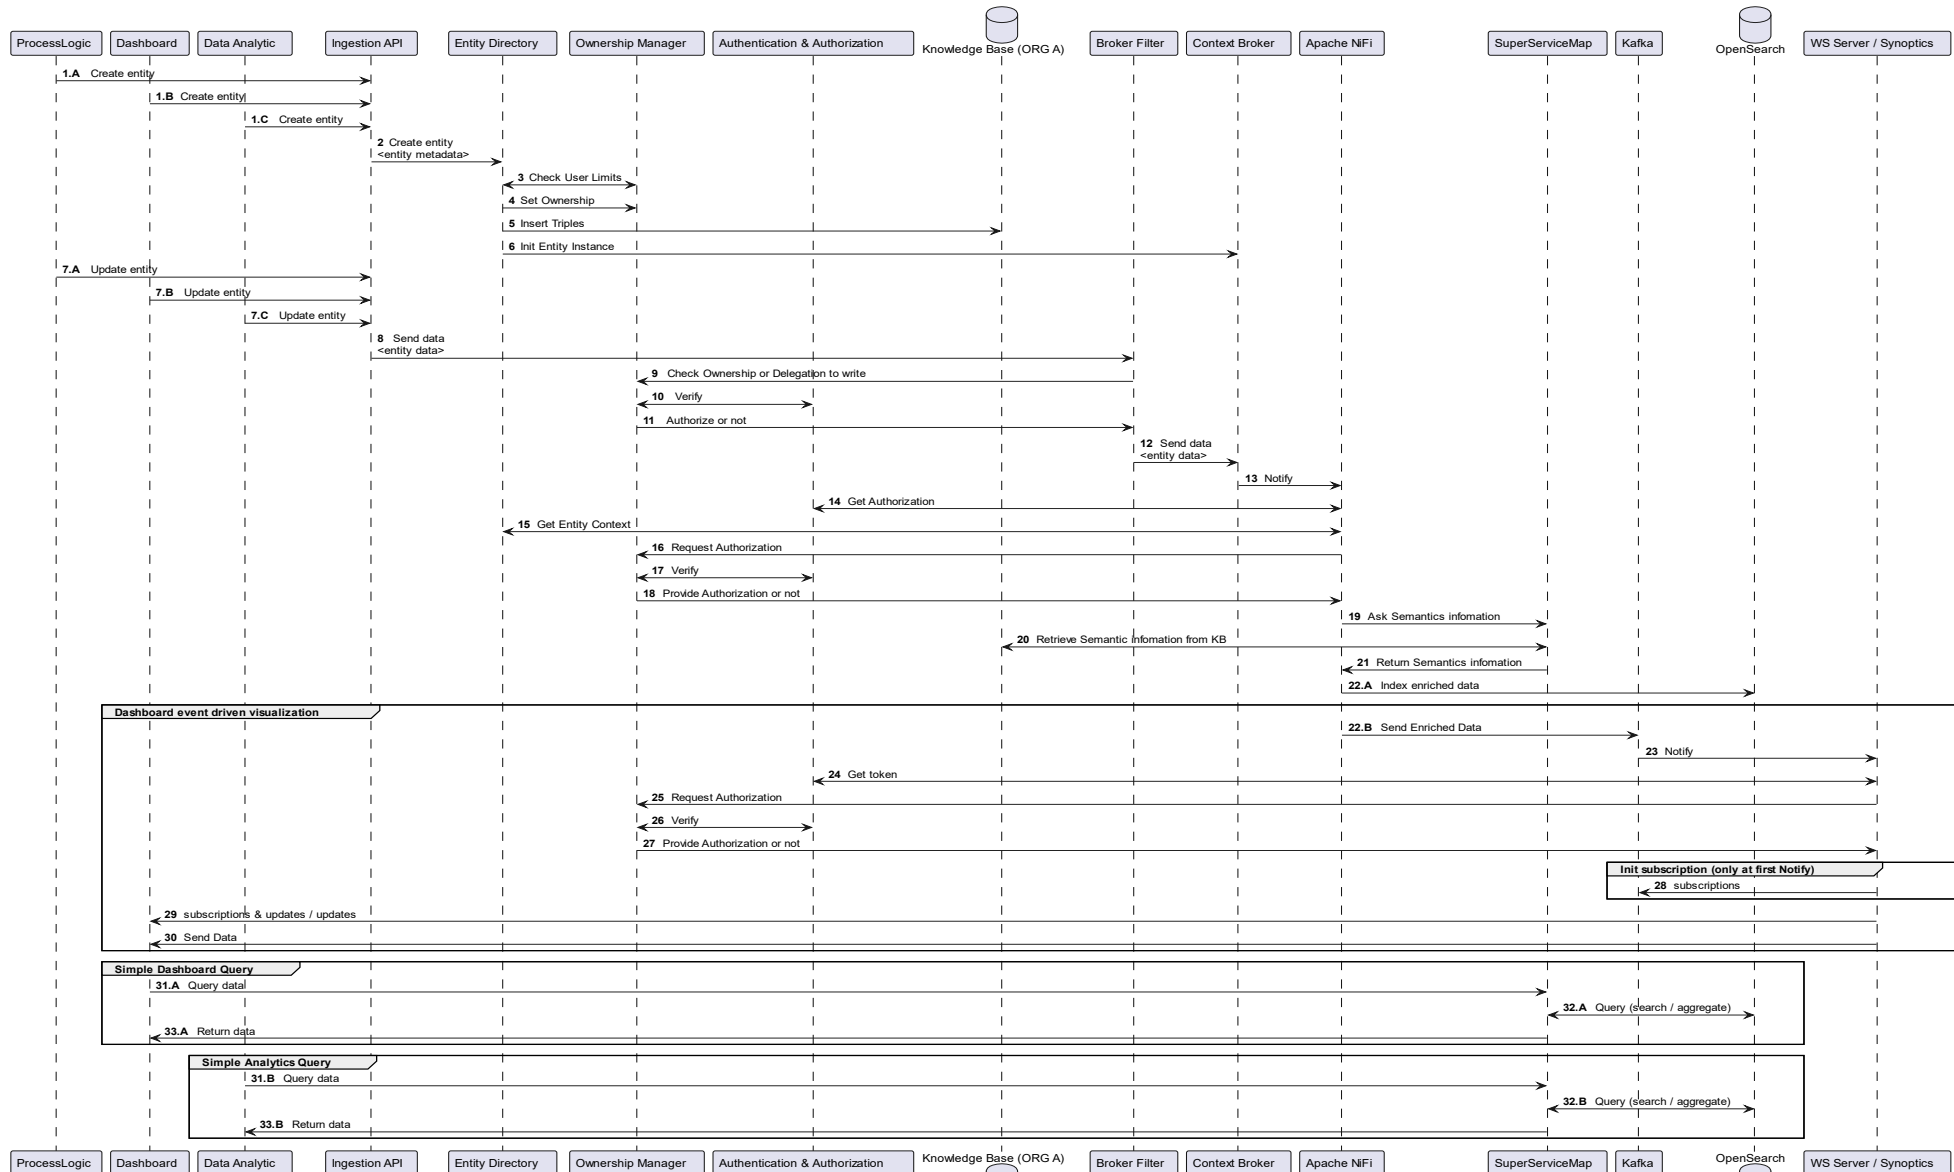 ProcessLogic
Dashboard
Data Analytic
Ingestion API
Entity Directory
Ownership Manager
Authentication & Authorization
Knowledge Base (ORG A)
Broker Filter
Context Broker
Apache NiFi
SuperServiceMap
Kafka
OpenSearch
WS Server / Synoptics
1.A Create entity
1.B Create entity
1.C Create entity
2 Create entity
<entity metadata>
3 Check User Limits
4 Set Ownership
5 Insert Triples
6 Init Entity Instance
7.A Update entity
7.B Update entity
7.C Update entity
8 Send data
<entity data>
9 Check Ownership or Delegation to write
10 Verify
11 Authorize or not
12 Send data
<entity data>
13 Notify
14 Get Authorization
15 Get Entity Context
16 Request Authorization
17 Verify
18 Provide Authorization or not
19 Ask Semantics infomation
20 Retrieve Semantic Infomation from KB
21 Return Semantics infomation
22.A Index enriched data
Dashboard event driven visualization
22.B Send Enriched Data
23 Notify
24 Get token
25 Request Authorization
26 Verify
27 Provide Authorization or not
Init subscription (only at first Notify)
28 subscriptions
29 subscriptions & updates / updates
30 Send Data
Simple Dashboard Query
31.A Query data
32.A Query (search / aggregate)
33.A Return data
Simple Analytics Query
31.B Query data
32.B Query (search / aggregate)
33.B Return data
ProcessLogic
Dashboard
Data Analytic
Ingestion API
Entity Directory
Ownership Manager
Authentication & Authorization
Knowledge Base (ORG A)
Broker Filter
Context Broker
Apache NiFi
SuperServiceMap
Kafka
OpenSearch
WS Server / Synoptics